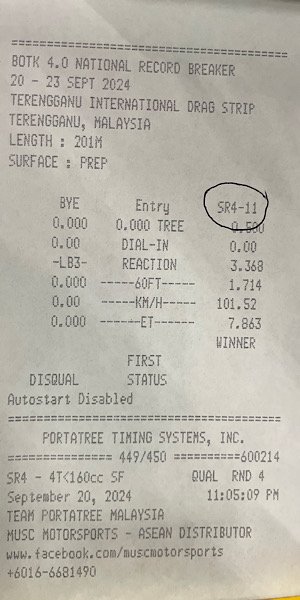 ====================================
BOTK 4.0 NATIONAL RECORD BREAKER
20 - 23 SEPT 2024
TERENGGANU INTERNATIONAL DRAG STRIP
TERENGGANU, MALAYSIA
LENGTH : 201M
SURFACE : PREP
BYE Entry SR4-11
0.000 0.000 TREE 0.500
0.00 DIAL-IN 0.00
-LB3- REACTION 3.368
0.000 ------60FT----- 1.714
0.00 ------KM/H----- 101.52
0.000 ------ET------ 7.863
WINNER
FIRST
DISQUAL STATUS
Autostart Disabled
====================================
PORTATREE TIMING SYSTEMS, INC.
=============== 449/450 ==========600214
SR4 - 4T<160cc SF QUAL RND 4
September 20, 2024 11:05:09 PM
TEAM PORTATREE MALAYSIA
MUSC MOTORSPORTS - ASEAN DISTRIBUTOR
www.facebook.com/muscmotorsports
+6016-6681490